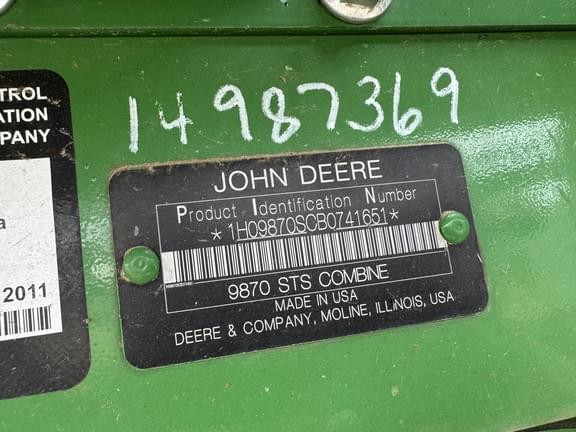 14987369
TROL
ATION
PANY
a
2011
JOHN DEERE
Product Identification Number
*1H09870SCB0741651*
9870 STS COMBINE
MADE IN USA
DEERE & COMPANY, MOLINE, ILLINOIS, USA